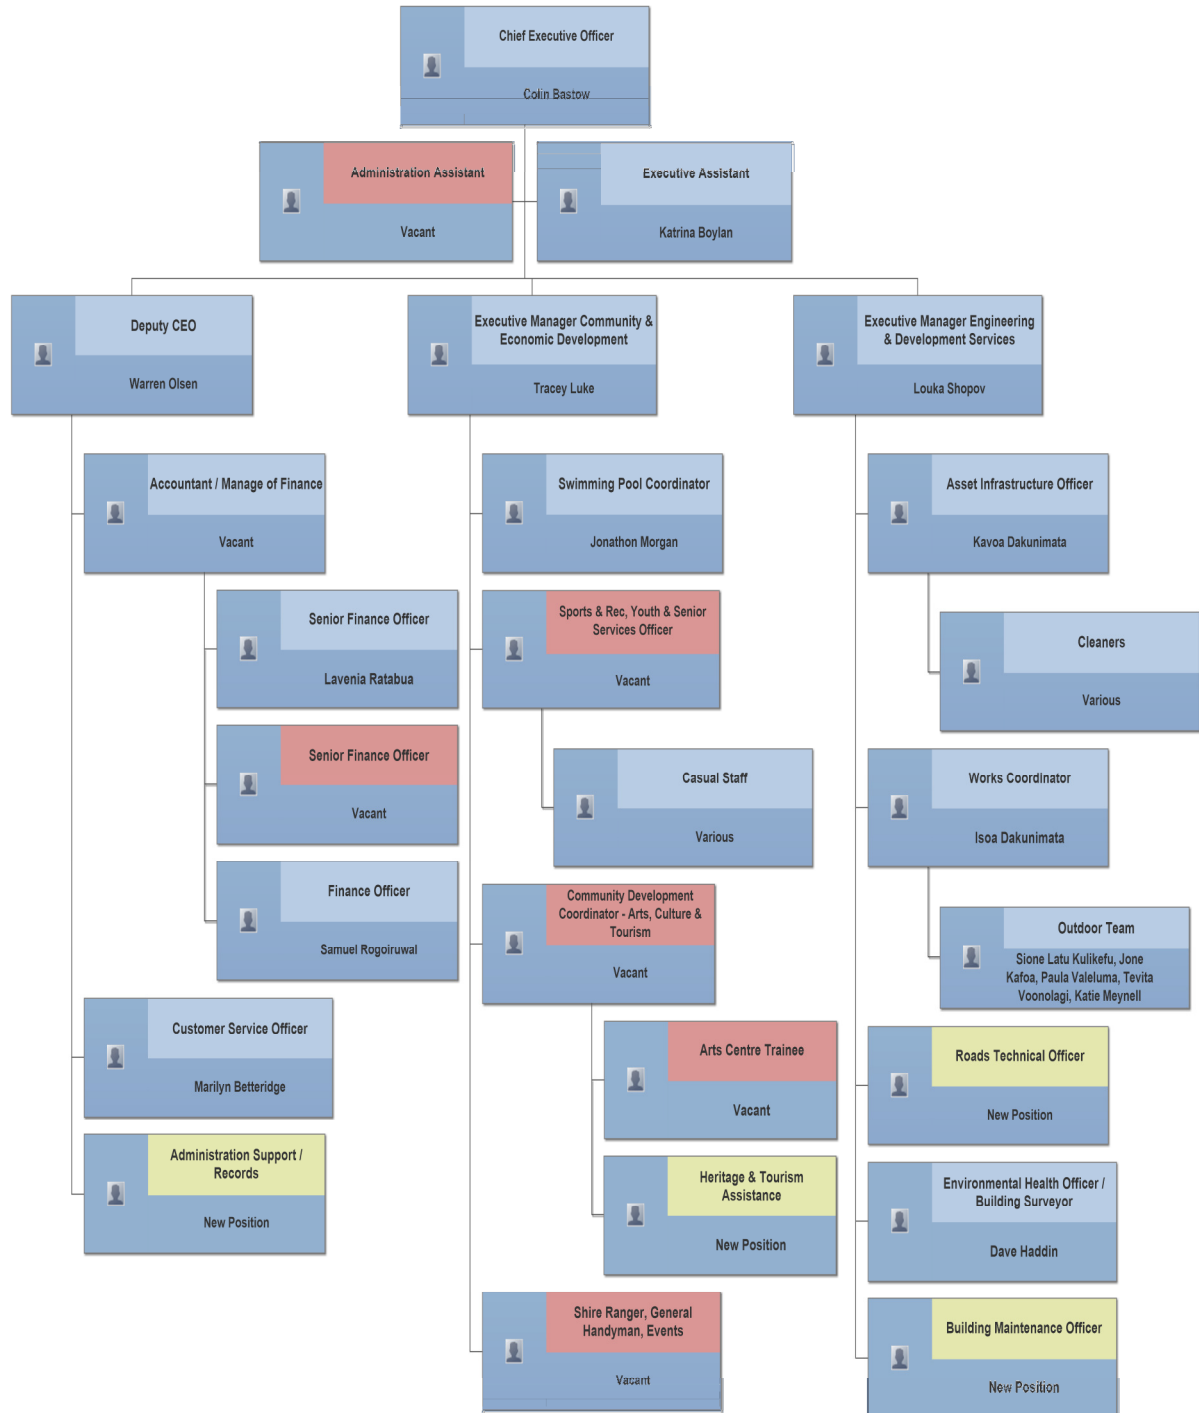 Chief Executive Officer
Colin Bastow
Administration Assistant
Vacant
Executive Assistant
Katrina Boylan
Deputy CEO
Warren Olsen
Executive Manager Community &
Economic Development
Tracey Luke
Executive Manager Engineering
& Development Services
Louka Shopov
Accountant / Manage of Finance
Vacant
Senior Finance Officer
Lavenia Ratabua
Senior Finance Officer
Vacant
Finance Officer
Samuel Rogoiruwal
Customer Service Officer
Marilyn Betteridge
Administration Support /
Records
New Position
Swimming Pool Coordinator
Jonathon Morgan
Sports & Rec, Youth & Senior
Services Officer
Vacant
Casual Staff
Various
Community Development
Coordinator - Arts, Culture &
Tourism
Vacant
Arts Centre Trainee
Vacant
Heritage & Tourism
Assistance
New Position
Shire Ranger, General
Handyman, Events
Vacant
Asset Infrastructure Officer
Kavoa Dakunimata
Cleaners
Various
Works Coordinator
Isoa Dakunimata
Outdoor Team
Sione Latu Kulikefu, Jone
Kafoa, Paula Valeluma, Tevita
Voonolagi, Katie Meynell
Roads Technical Officer
New Position
Environmental Health Officer /
Building Surveyor
Dave Haddin
Building Maintenance Officer
New Position